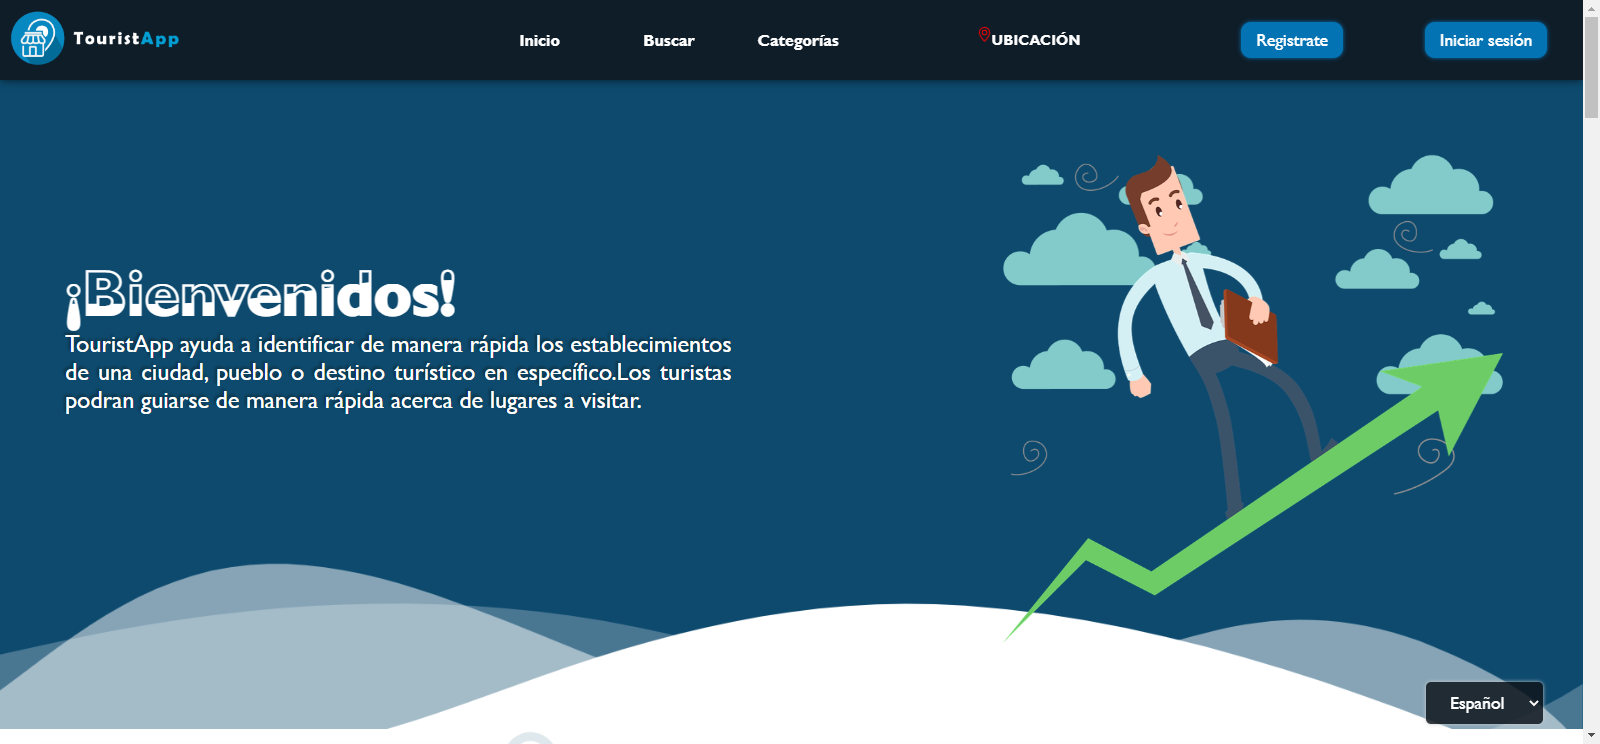 TouristApp
Inicio
Buscar
Categorías
UBICACIÓN
Registrate
Iniciar sesión
¡Bienvenidos!
TouristApp ayuda a identificar de manera rápida los establecimientos
de una ciudad, pueblo o destino turístico en específico.Los turistas
podran guiarse de manera rápida acerca de lugares a visitar.
Español